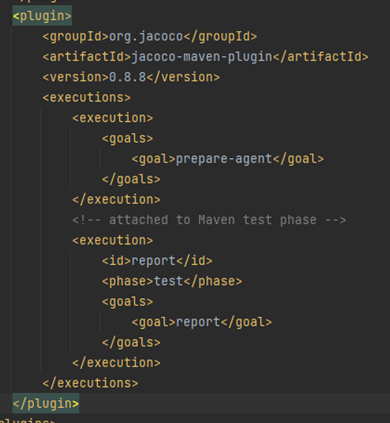 <plugin>
<groupId>org.jacoco</groupId>
<artifactId>jacoco-maven-plugin</artifactId>
<version>0.8.8</version>
<executions>
<execution>
<goals>
<goal>prepare-agent</goal>
</goals>
</execution>
<!-- attached to Maven test phase -->
<execution>
<id>report</id>
<phase>test</phase>
<goals>
<goal>report</goal>
</goals>
</execution>
</executions>
</plugin>